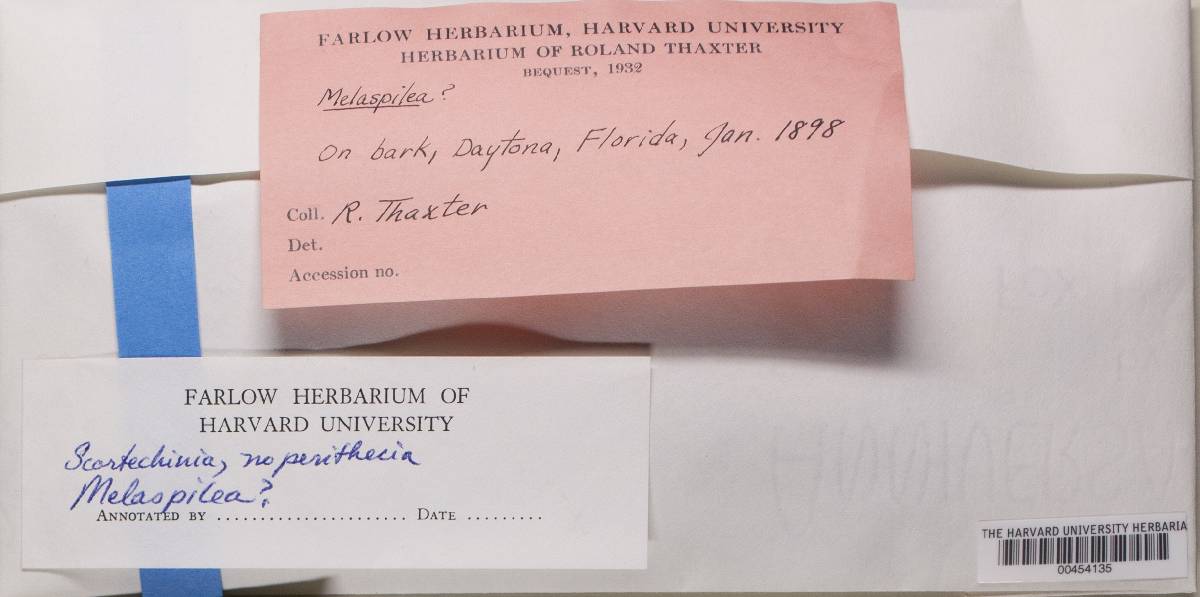 FARLOW HERBARIUM, HARVARD UNIVERSITY
HERBARIUM OF ROLAND THAXTER
BEQUEST, 1932
Melaspilea?
On bark, Daytona, Florida, Jan. 1898
Coll. R. Thaxter
Det.
Accession no.
FARLOW HERBARIUM OF
HARVARD UNIVERSITY
Scortechinia, no perithecia
Melaspilea?
ANNOTATED BY ...................... DATE .........
THE HARVARD UNIVERSITY HERBARIA
00454135